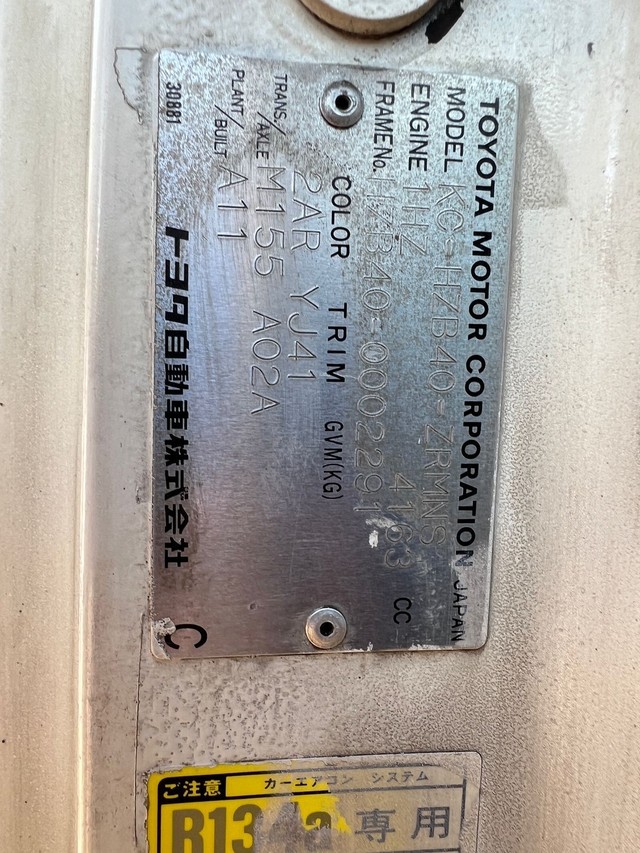 TOYOTA MOTOR CORPORATION JAPAN
MODEL KC-HZB40-ZRMNS
ENGINE 1HZ 4163 CC
FRAME No. HZB40-0002291
COLOR TRIM GVM(KG)
2AR YJ41
TRANS./AXLE M155 A02A
PLANT/BUILT A11
30881 トヨタ自動車株式会社 C
ご注意 カーエアコン システム
R134a 専用